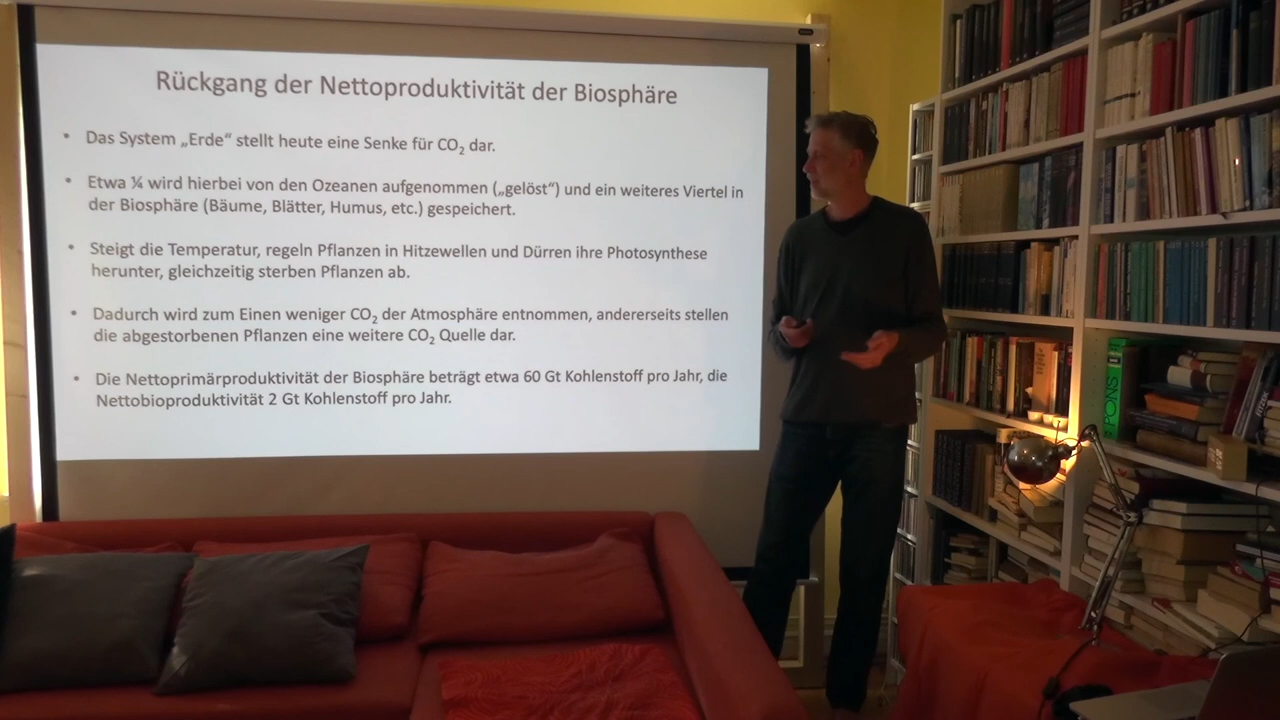 Rückgang der Nettoproduktivität der Biosphäre
• Das System „Erde“ stellt heute eine Senke für CO₂ dar.
• Etwa ¼ wird hierbei von den Ozeanen aufgenommen („gelöst“) und ein weiteres Viertel in
der Biosphäre (Bäume, Blätter, Humus, etc.) gespeichert.
• Steigt die Temperatur, regeln Pflanzen in Hitzewellen und Dürren ihre Photosynthese
herunter, gleichzeitig sterben Pflanzen ab.
• Dadurch wird zum Einen weniger CO₂ der Atmosphäre entnommen, andererseits stellen
die abgestorbenen Pflanzen eine weitere CO₂ Quelle dar.
• Die Nettoprimärproduktivität der Biosphäre beträgt etwa 60 Gt Kohlenstoff pro Jahr, die
Nettobioproduktivität 2 Gt Kohlenstoff pro Jahr.
PONS